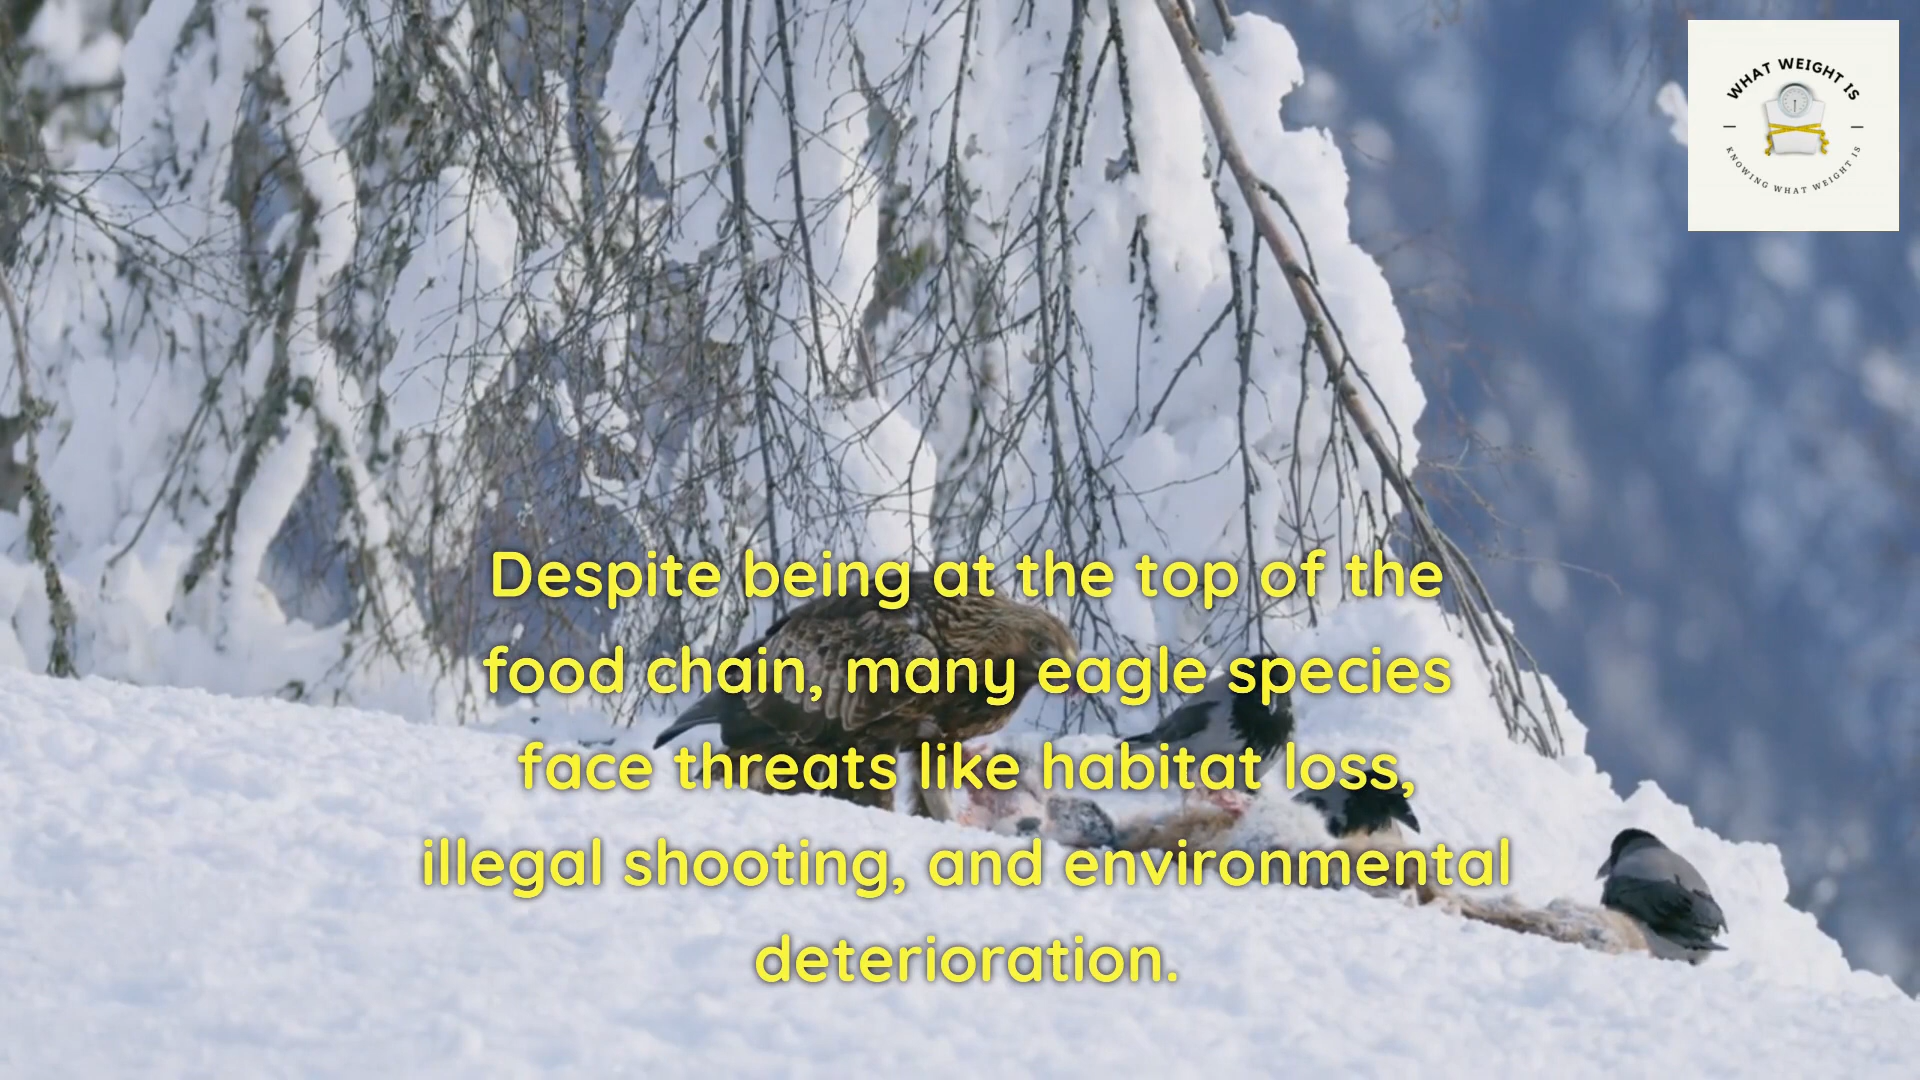 WHAT WEIGHT IS
KNOWING WHAT WEIGHT IS
Despite being at the top of the
food chain, many eagle species
face threats like habitat loss,
illegal shooting, and environmental
deterioration.